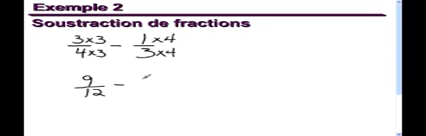 Exemple 2
Soustraction de fractions
3x3/4x3 - 1x4/3x4
9/12 -